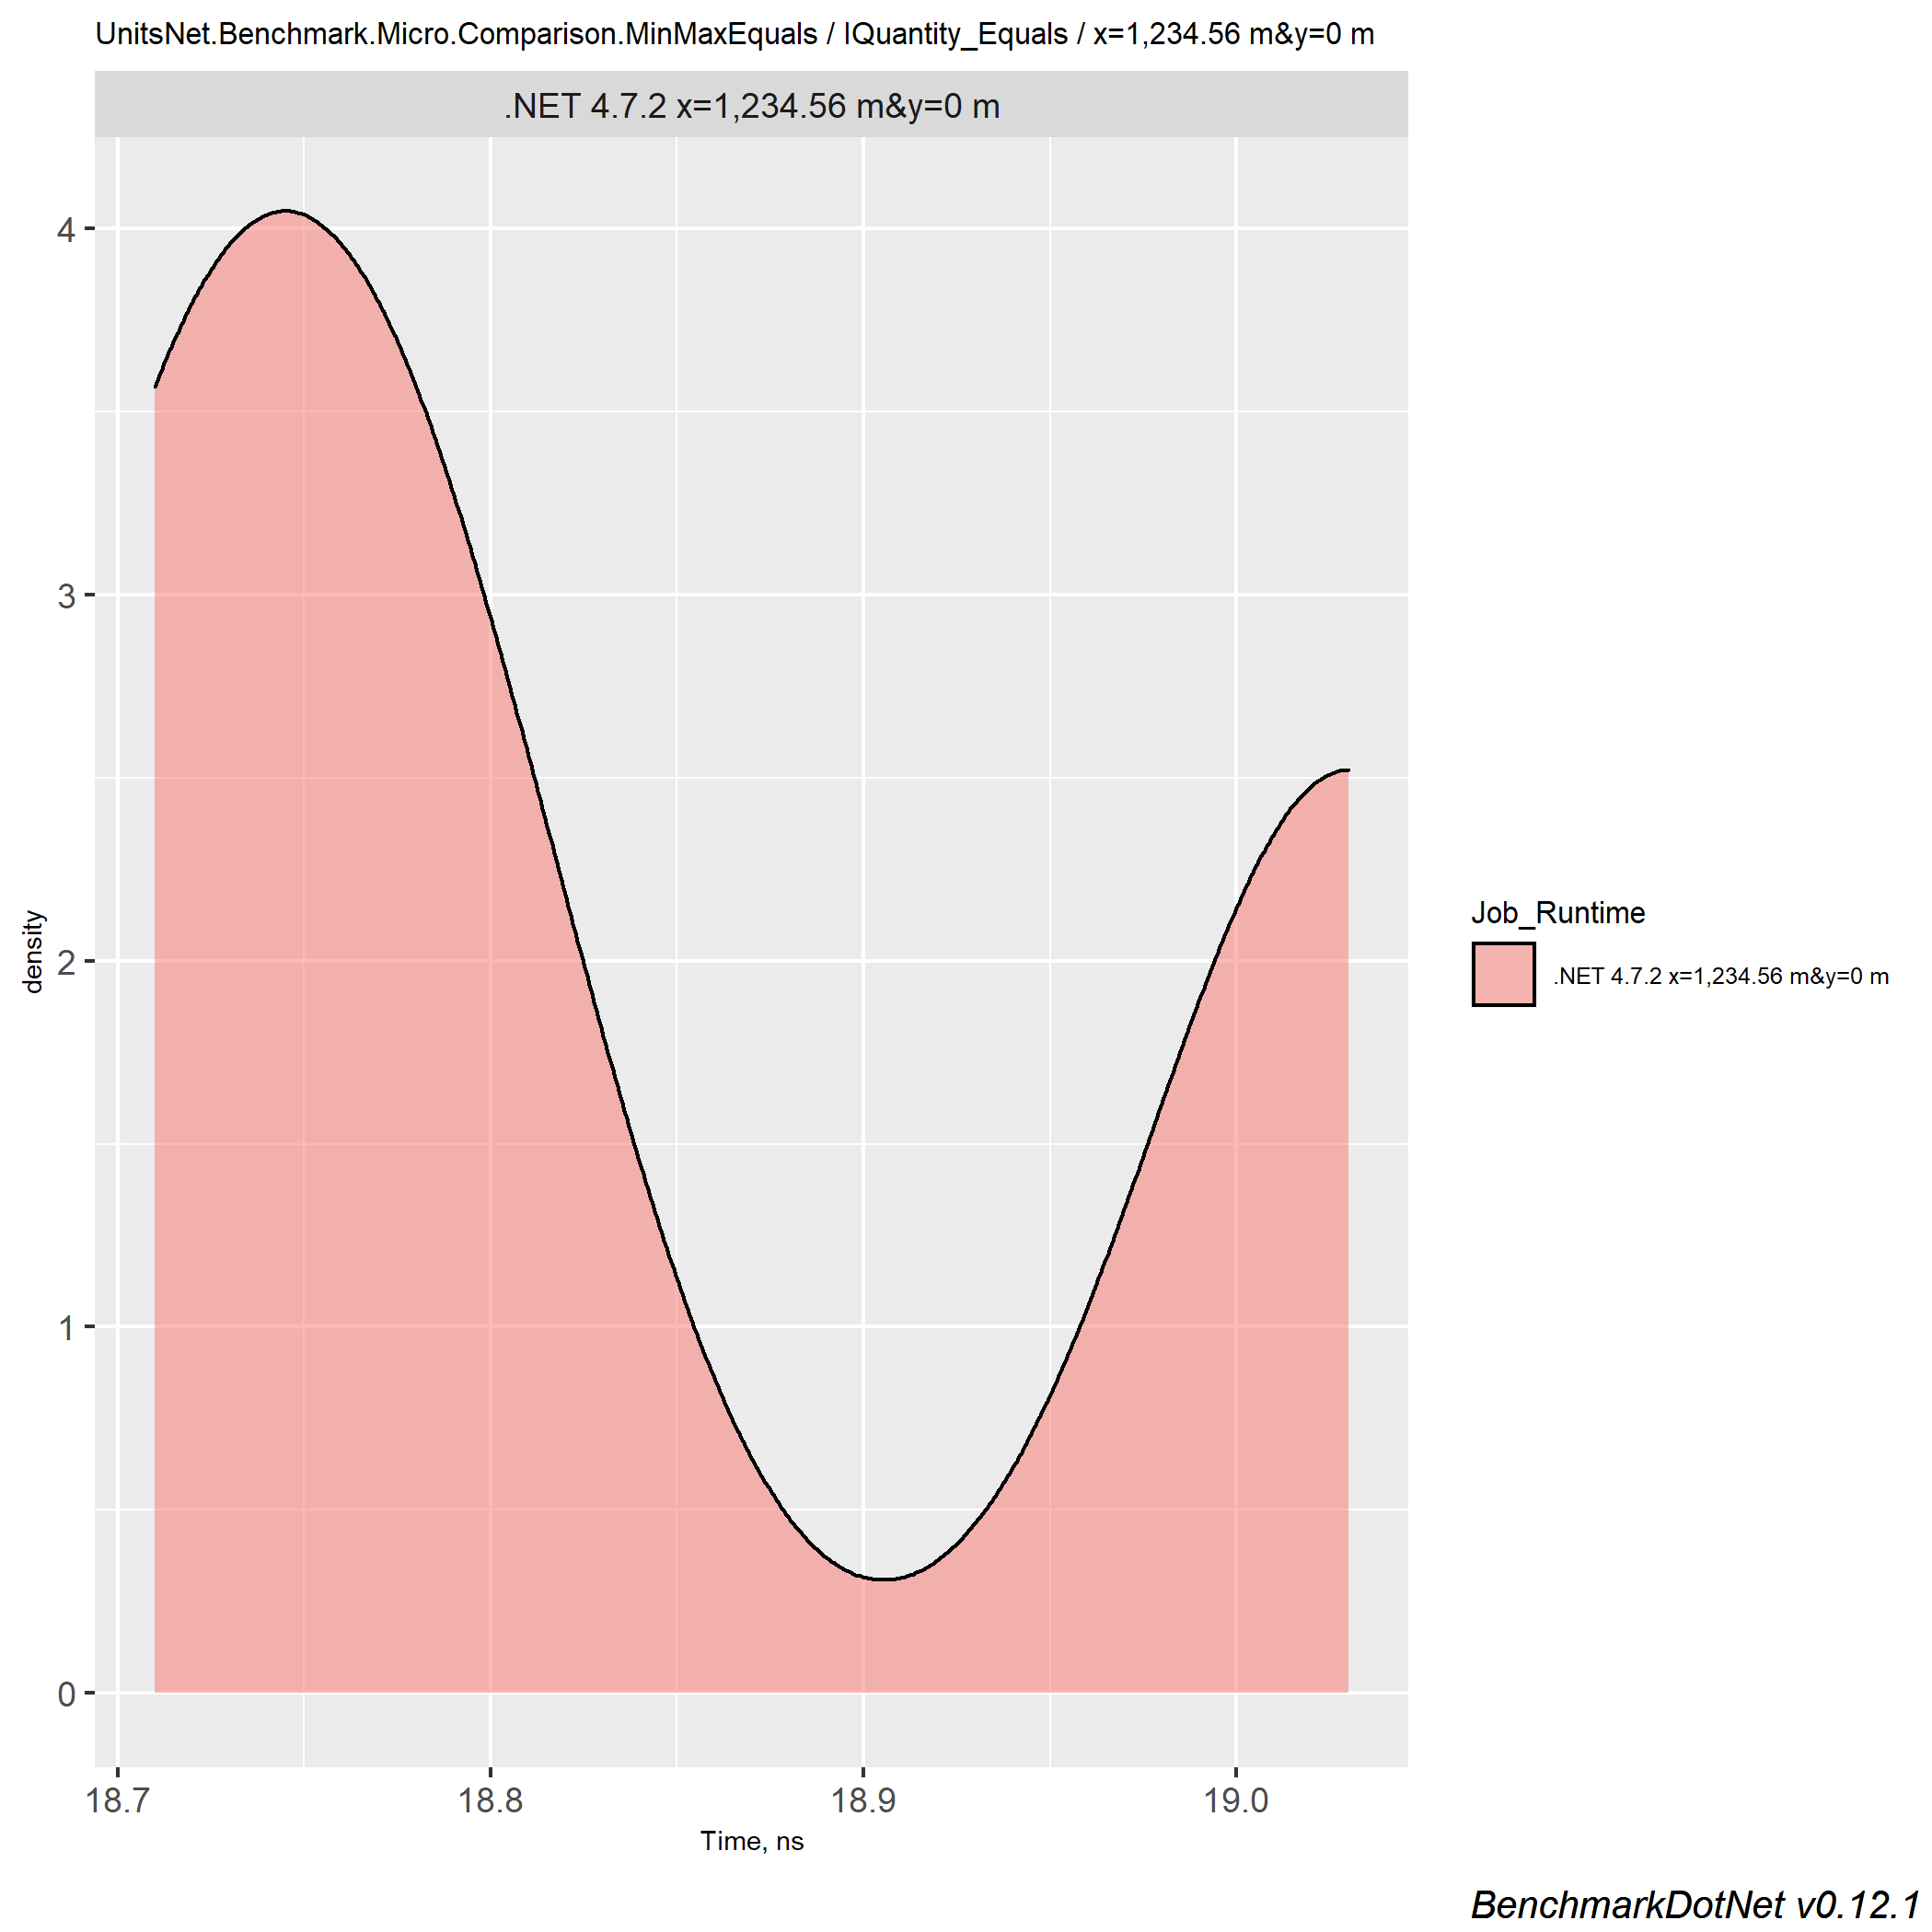 UnitsNet.Benchmark.Micro.Comparison.MinMaxEquals / IQuantity_Equals / x=1,234.56 m&y=0 m
.NET 4.7.2 x=1,234.56 m&y=0 m
4
3
2
1
0
density
18.7 18.8 18.9 19.0
Time, ns
Job_Runtime
.NET 4.7.2 x=1,234.56 m&y=0 m
BenchmarkDotNet v0.12.1